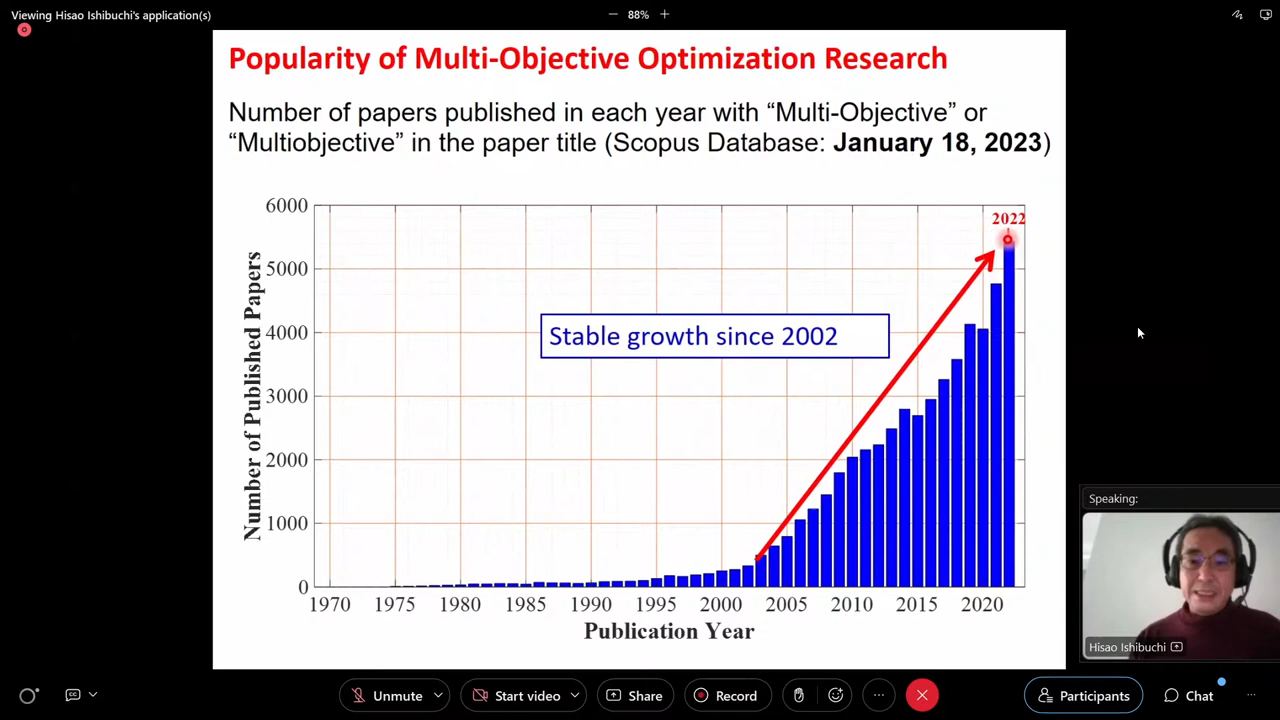 Viewing Hisao Ishibuchi's application(s)
88%
Popularity of Multi-Objective Optimization Research
Number of papers published in each year with “Multi-Objective” or
“Multiobjective” in the paper title (Scopus Database: January 18, 2023)
6000
5000
4000
3000
2000
1000
0
Number of Published Papers
2022
Stable growth since 2002
1970 1975 1980 1985 1990 1995 2000 2005 2010 2015 2020
Publication Year
Speaking:
Hisao Ishibuchi
CC
Unmute
Start video
Share
Record
Participants
Chat